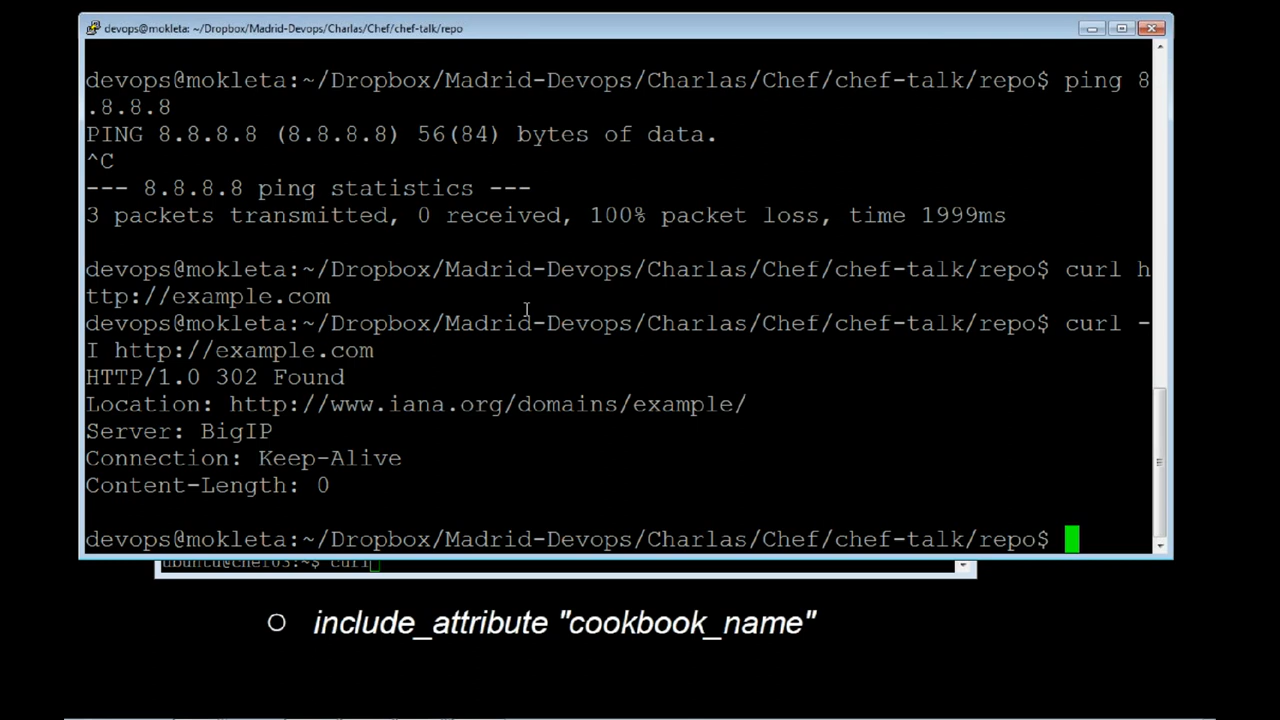 devops@mokleta: ~/Dropbox/Madrid-Devops/Charlas/Chef/chef-talk/repo
devops@mokleta:~/Dropbox/Madrid-Devops/Charlas/Chef/chef-talk/repo$ ping 8
.8.8.8
PING 8.8.8.8 (8.8.8.8) 56(84) bytes of data.
^C
--- 8.8.8.8 ping statistics ---
3 packets transmitted, 0 received, 100% packet loss, time 1999ms
devops@mokleta:~/Dropbox/Madrid-Devops/Charlas/Chef/chef-talk/repo$ curl h
ttp://example.com
devops@mokleta:~/Dropbox/Madrid-Devops/Charlas/Chef/chef-talk/repo$ curl -
I http://example.com
HTTP/1.0 302 Found
Location: http://www.iana.org/domains/example/
Server: BigIP
Connection: Keep-Alive
Content-Length: 0
devops@mokleta:~/Dropbox/Madrid-Devops/Charlas/Chef/chef-talk/repo$
ubuntu@chef03:~$ curl
include_attribute "cookbook_name"